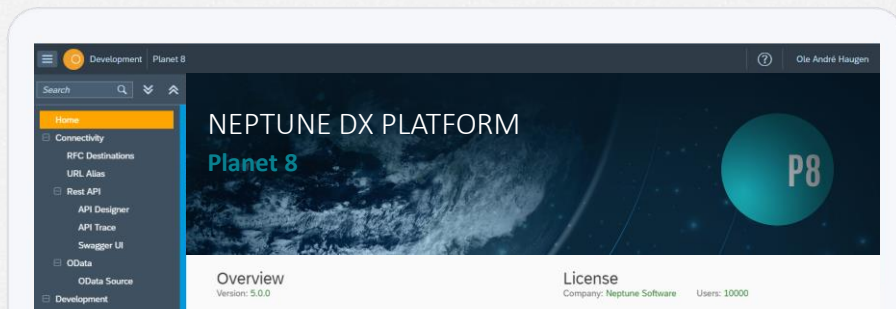 Development Planet 8
Ole André Haugen
Search
Home
Connectivity
RFC Destinations
URL Alias
Rest API
API Designer
API Trace
Swagger UI
OData
OData Source
Development
NEPTUNE DX PLATFORM
Planet 8
P8
Overview
Version: 5.0.0
License
Company: Neptune Software Users: 10000